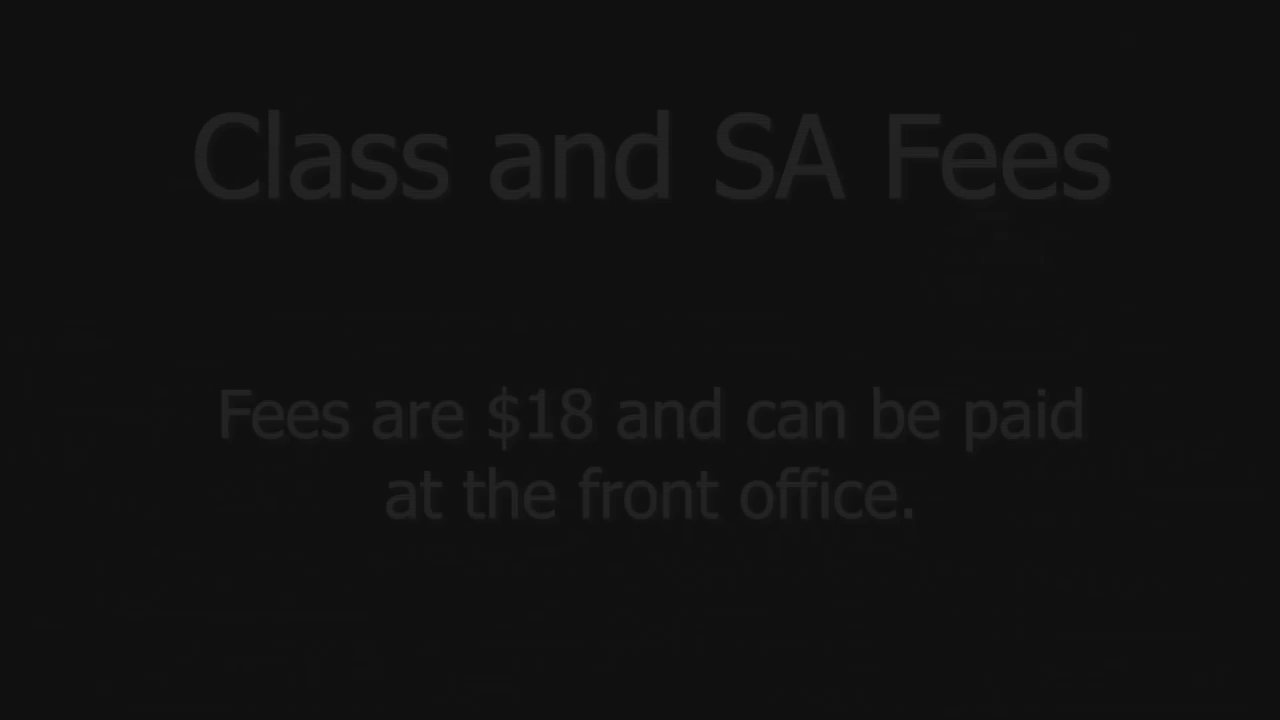 Class and SA Fees
Fees are $18 and can be paid
at the front office.